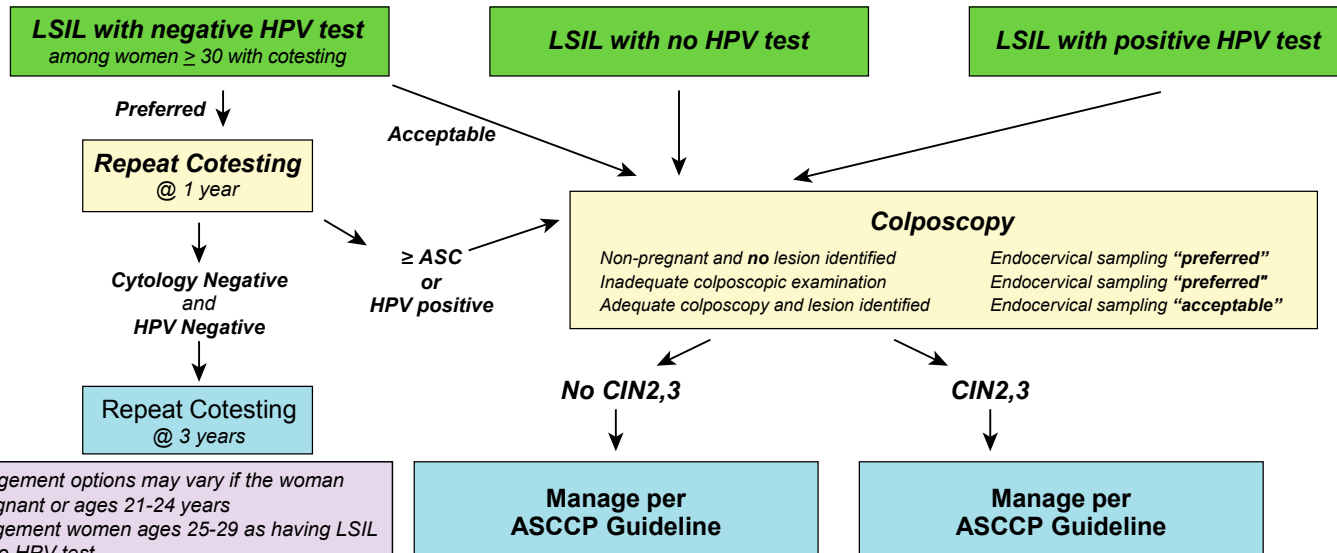 LSIL with negative HPV test
among women ≥ 30 with cotesting
LSIL with no HPV test
LSIL with positive HPV test
Preferred
Acceptable
Repeat Cotesting
@ 1 year
≥ ASC
or
HPV positive
Cytology Negative
and
HPV Negative
Repeat Cotesting
@ 3 years
Colposcopy
Non-pregnant and no lesion identified Endocervical sampling “preferred”
Inadequate colposcopic examination Endocervical sampling “preferred"
Adequate colposcopy and lesion identified Endocervical sampling “acceptable”
No CIN2,3
CIN2,3
Manage per
ASCCP Guideline
Manage per
ASCCP Guideline
options may vary if the woman
or ages 21-24 years
women ages 25-29 as having LSIL
HPV test